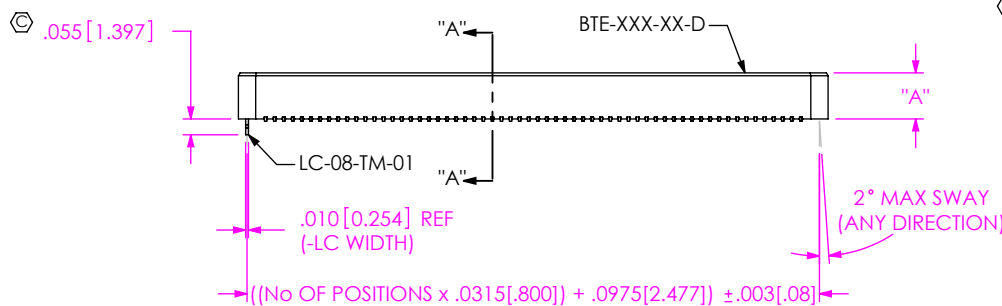 C .055[1.397]
"A"
BTE-XXX-XX-D
"A"
LC-08-TM-01
"A"
.010[0.254] REF
(-LC WIDTH)
2° MAX SWAY
(ANY DIRECTION)
((No OF POSITIONS x .0315[.800]) + .0975[2.477]) ±.003[.08]